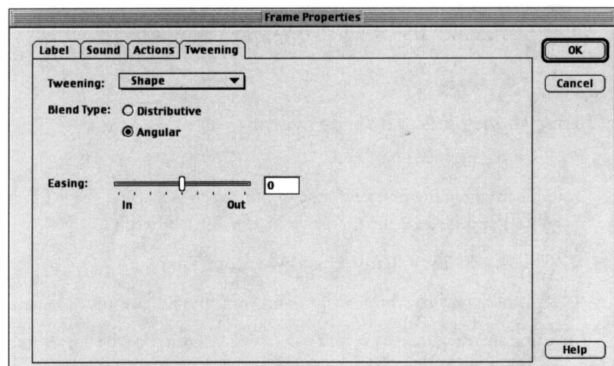 Frame Properties
Label Sound Actions Tweening
OK
Tweening: Shape
Cancel
Blend Type: Distributive
Angular
Easing: 0
In Out
Help